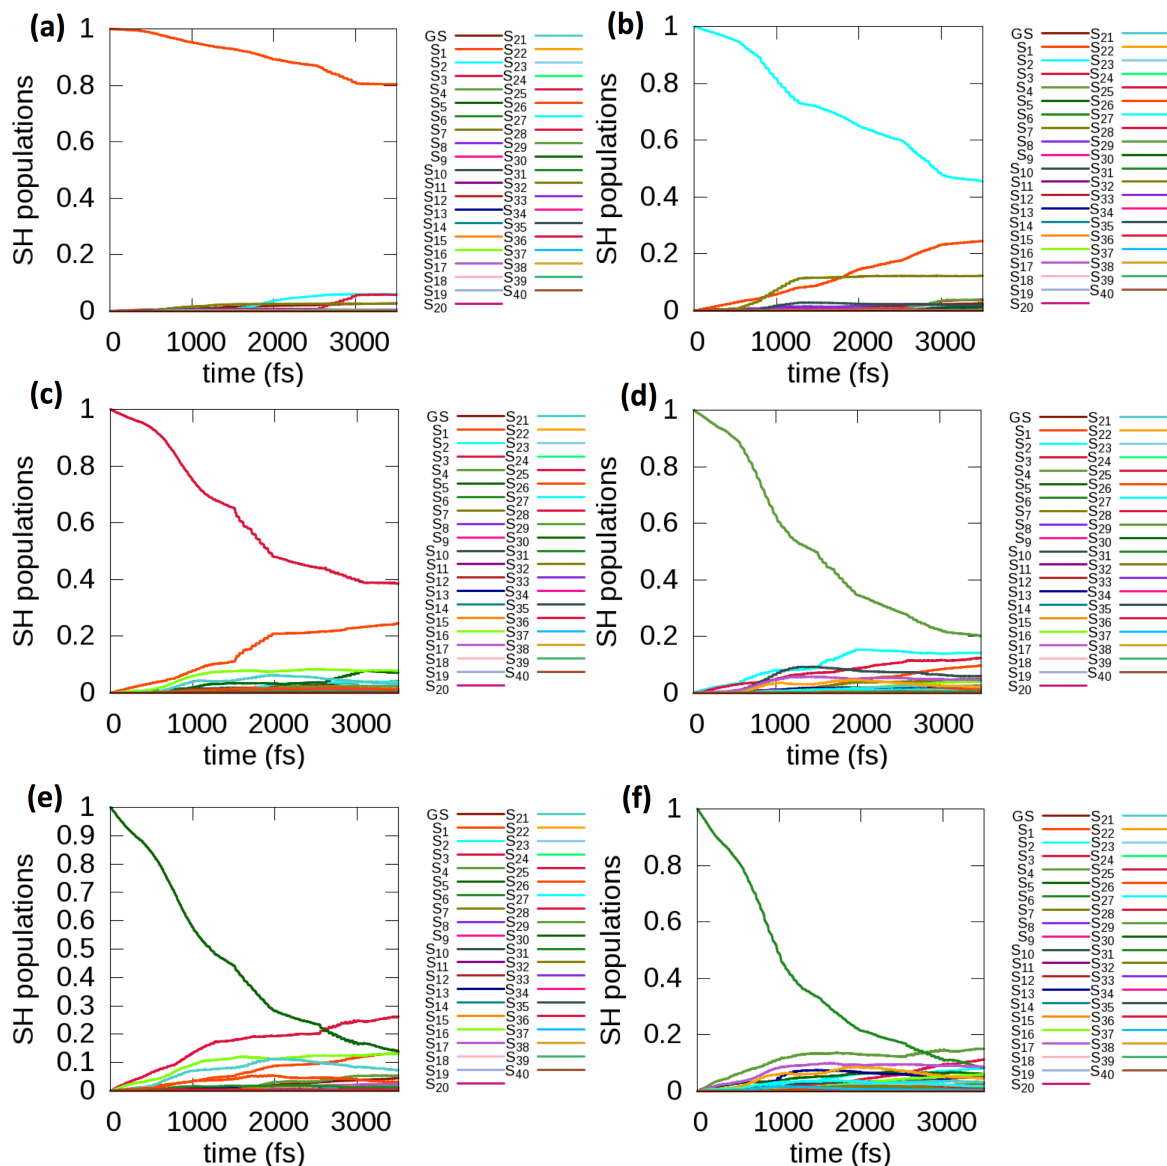 (a)
SH populations
1
0.8
0.6
0.4
0.2
0
0 1000 2000 3000
time (fs)
GS S21
S1 S22
S2 S23
S3 S24
S4 S25
S5 S26
S6 S27
S7 S28
S8 S29
S9 S30
S10 S31
S11 S32
S12 S33
S13 S34
S14 S35
S15 S36
S16 S37
S17 S38
S18 S39
S19 S40
S20
(b)
SH populations
1
0.8
0.6
0.4
0.2
0
0 1000 2000 3000
time (fs)
GS S21
S1 S22
S2 S23
S3 S24
S4 S25
S5 S26
S6 S27
S7 S28
S8 S29
S9 S30
S10 S31
S11 S32
S12 S33
S13 S34
S14 S35
S15 S36
S16 S37
S17 S38
S18 S39
S19 S40
S20
(c)
SH populations
1
0.8
0.6
0.4
0.2
0
0 1000 2000 3000
time (fs)
GS S21
S1 S22
S2 S23
S3 S24
S4 S25
S5 S26
S6 S27
S7 S28
S8 S29
S9 S30
S10 S31
S11 S32
S12 S33
S13 S34
S14 S35
S15 S36
S16 S37
S17 S38
S18 S39
S19 S40
S20
(d)
SH populations
1
0.8
0.6
0.4
0.2
0
0 1000 2000 3000
time (fs)
GS S21
S1 S22
S2 S23
S3 S24
S4 S25
S5 S26
S6 S27
S7 S28
S8 S29
S9 S30
S10 S31
S11 S32
S12 S33
S13 S34
S14 S35
S15 S36
S16 S37
S17 S38
S18 S39
S19 S40
S20
(e)
SH populations
1
0.9
0.8
0.7
0.6
0.5
0.4
0.3
0.2
0.1
0
0 1000 2000 3000
time (fs)
GS S21
S1 S22
S2 S23
S3 S24
S4 S25
S5 S26
S6 S27
S7 S28
S8 S29
S9 S30
S10 S31
S11 S32
S12 S33
S13 S34
S14 S35
S15 S36
S16 S37
S17 S38
S18 S39
S19 S40
S20
(f)
SH populations
1
0.8
0.6
0.4
0.2
0
0 1000 2000 3000
time (fs)
GS S21
S1 S22
S2 S23
S3 S24
S4 S25
S5 S26
S6 S27
S7 S28
S8 S29
S9 S30
S10 S31
S11 S32
S12 S33
S13 S34
S14 S35
S15 S36
S16 S37
S17 S38
S18 S39
S19 S40
S20